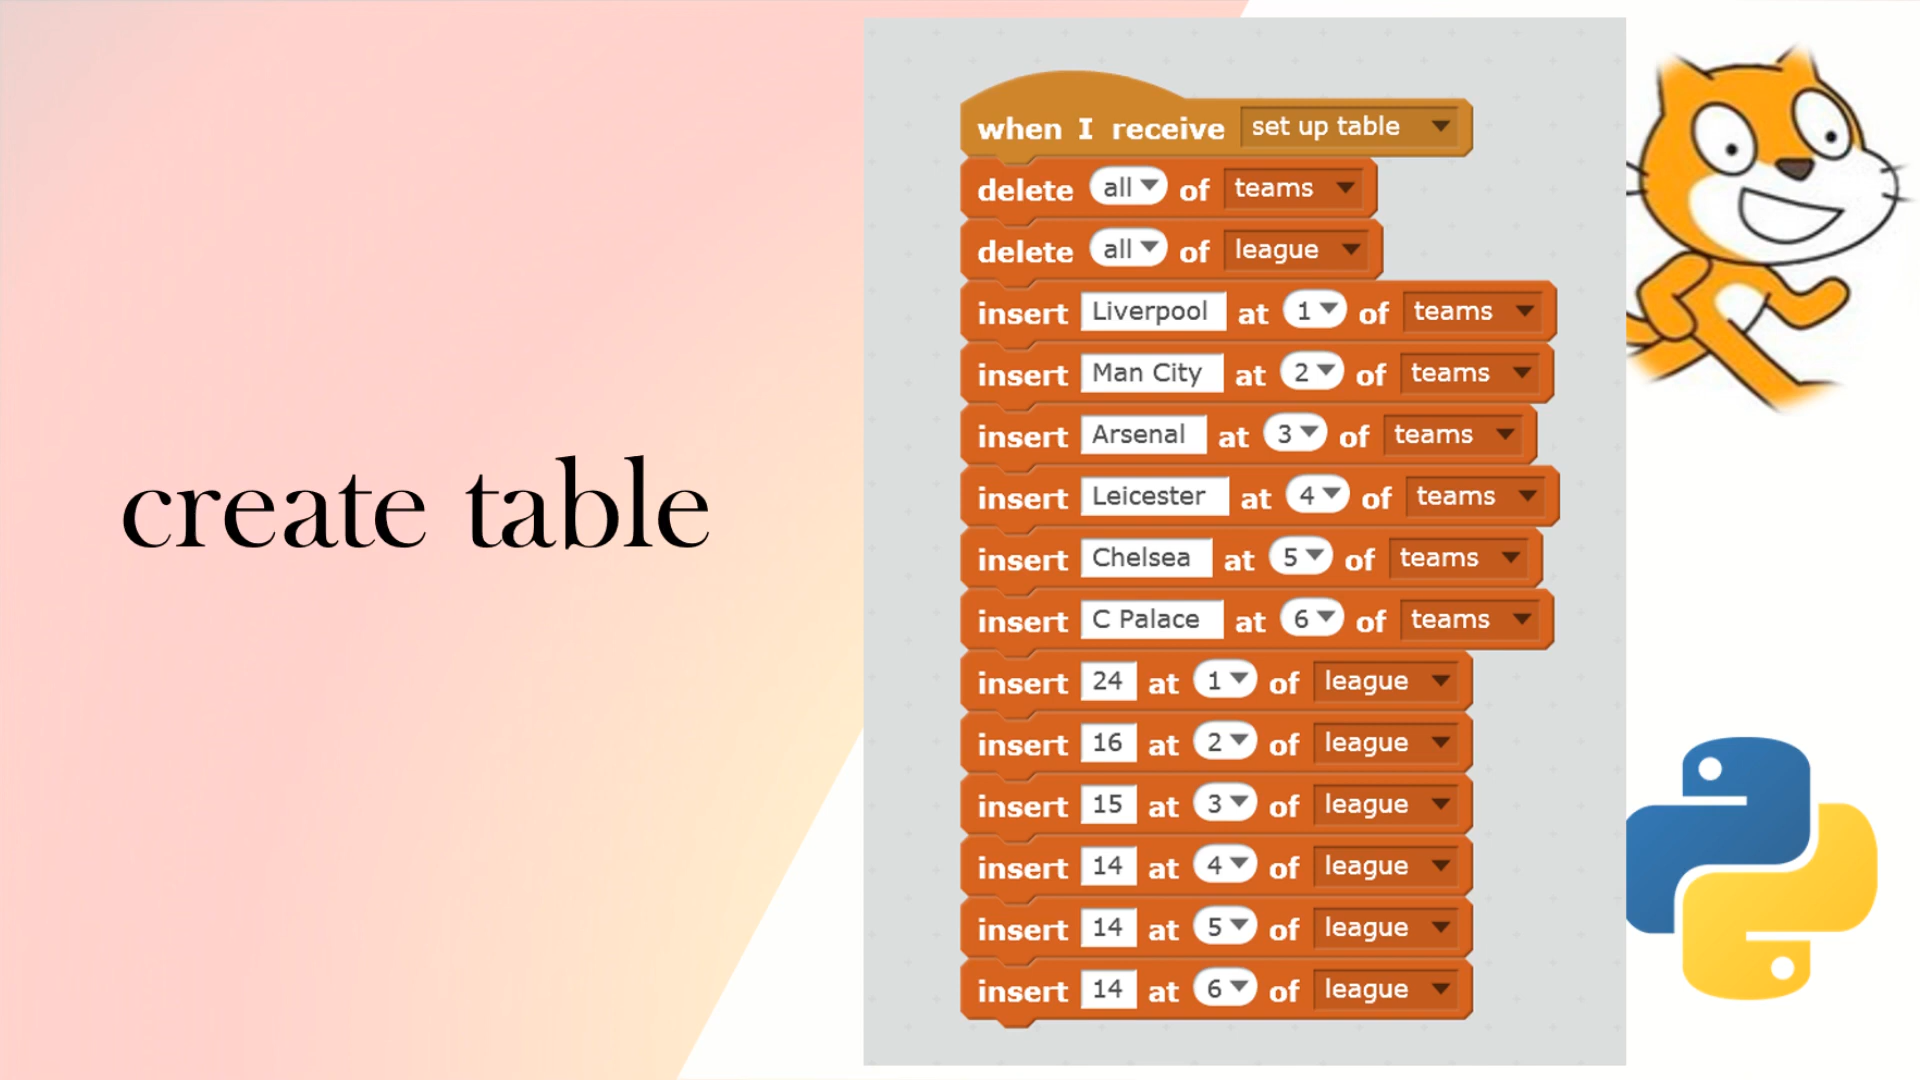 create table
when I receive set up table
delete all of teams
delete all of league
insert Liverpool at 1 of teams
insert Man City at 2 of teams
insert Arsenal at 3 of teams
insert Leicester at 4 of teams
insert Chelsea at 5 of teams
insert C Palace at 6 of teams
insert 24 at 1 of league
insert 16 at 2 of league
insert 15 at 3 of league
insert 14 at 4 of league
insert 14 at 5 of league
insert 14 at 6 of league